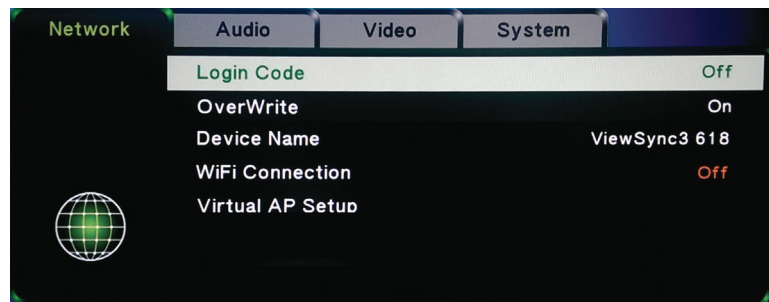 Network Audio Video System
Login Code Off
OverWrite On
Device Name ViewSync3 618
WiFi Connection Off
Virtual AP Setup